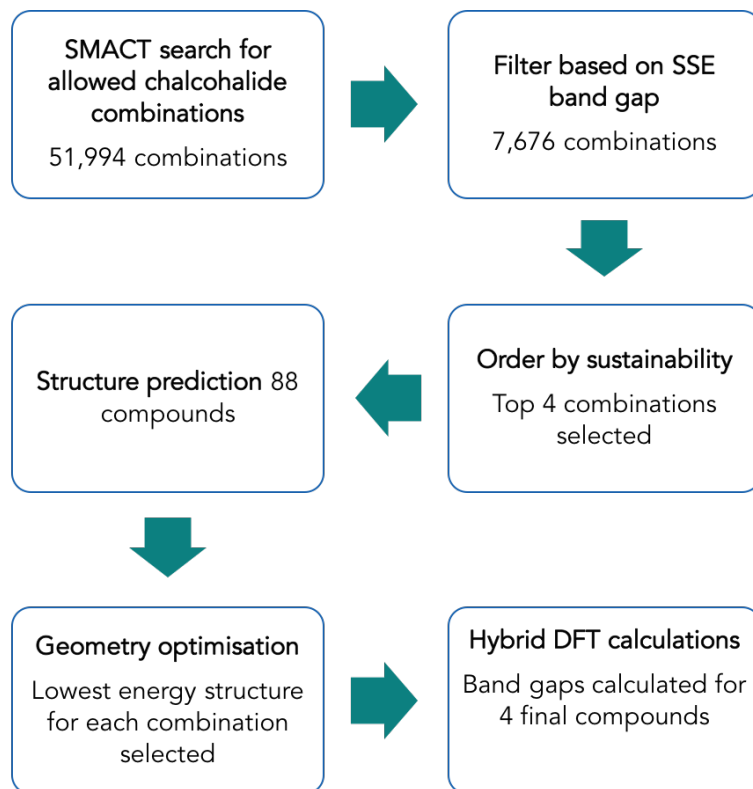 SMACT search for
allowed chalcohalide
combinations
51,994 combinations
Filter based on SSE
band gap
7,676 combinations
Order by sustainability
Top 4 combinations
selected
Structure prediction 88
compounds
Geometry optimisation
Lowest energy structure
for each combination
selected
Hybrid DFT calculations
Band gaps calculated for
4 final compounds